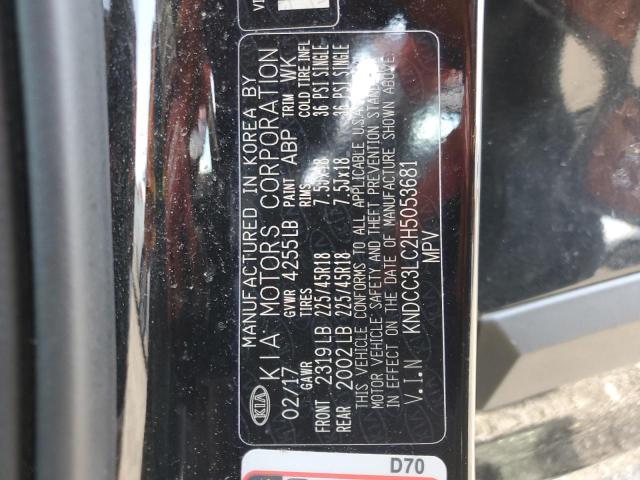 MANUFACTURED IN KOREA BY
KIA KIA MOTORS CORPORATION
02/17 GVWR 4255LB PAINT ABP TRIM WK
GAWR TIRES RIMS COLD TIRE INFL
FRONT 2319LB 225/45R18 7.50x18 36 PSI SINGLE
REAR 2002LB 225/45R18 7.50x18 36 PSI SINGLE
THIS VEHICLE CONFORMS TO ALL APPLICABLE U.S.A
MOTOR VEHICLE SAFETY AND THEFT PREVENTION STANDARDS
IN EFFECT ON THE DATE OF MANUFACTURE SHOWN ABOVE
V.I.N KNDCC3LC2H5053681
MPV
D70